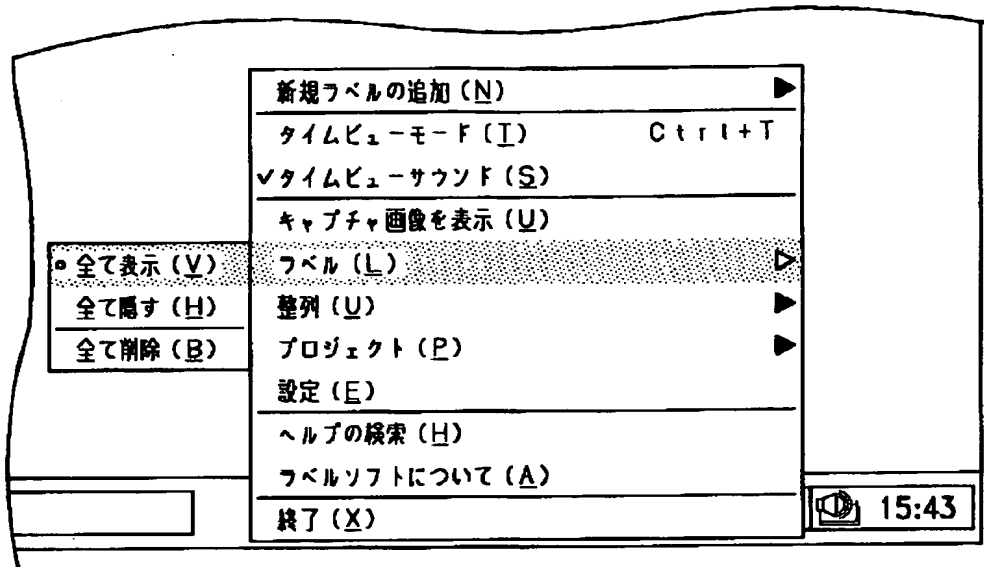 新規ラベルの追加(N)
タイムビューモード(T) Ctrl+T
✓タイムビューサウンド(S)
キャプチャ画像を表示(U)
全て表示(V)
全て隠す(H)
全て削除(B)
ラベル(L)
整列(U)
プロジェクト(P)
設定(E)
ヘルプの検索(H)
ラベルソフトについて(A)
終了(X)
15:43